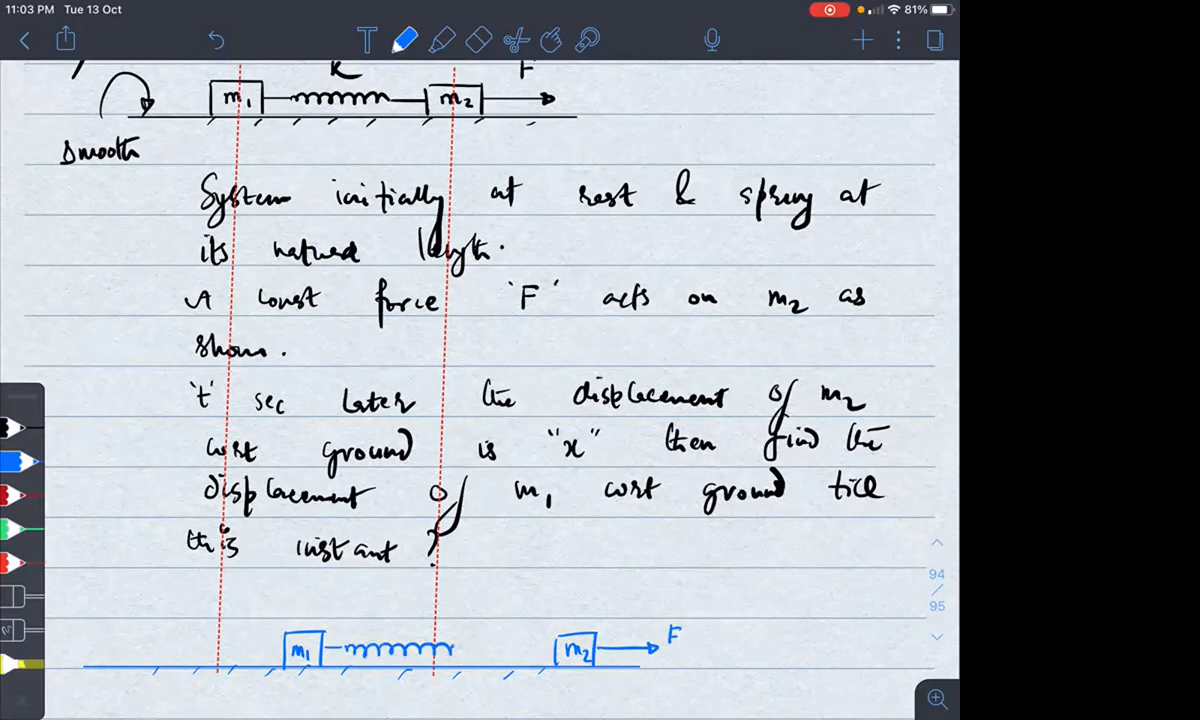 11:03 PM Tue 13 Oct
81%
K F
m1 m2
Smooth
System initially at rest & spring at
its natural length.
A const force 'F' acts on m2 as
shown.
't' sec later the displacement of m2
wrt ground is "x" then find the
displacement of m1 wrt ground till
this instant ?
94
/
95
m1 m2 F